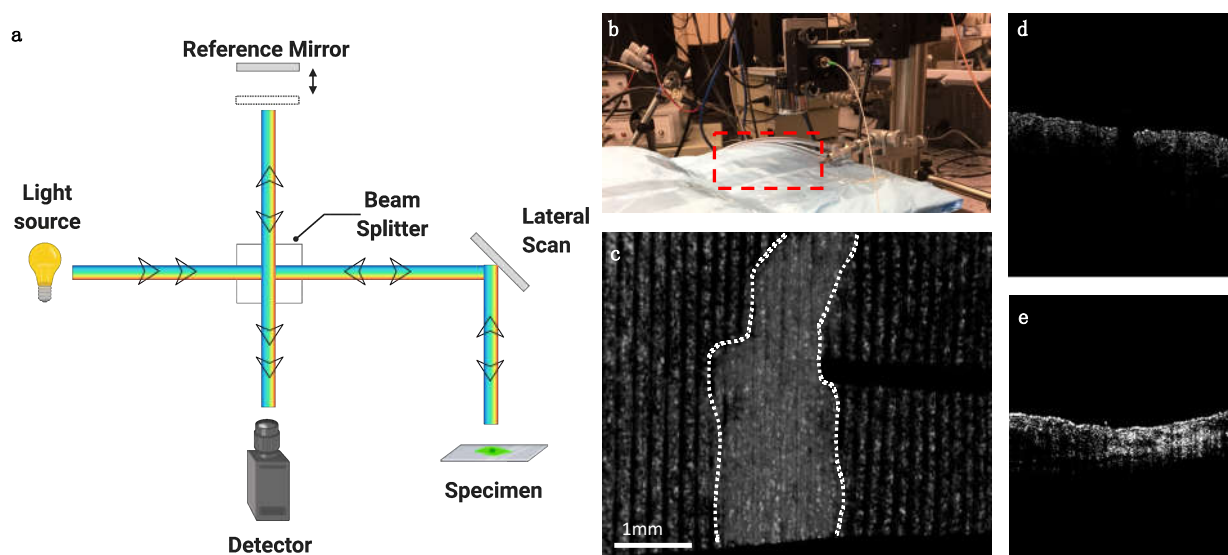 a
Reference Mirror
Light
source
Beam
Splitter
Lateral
Scan
Specimen
Detector
b
c
1mm
d
e